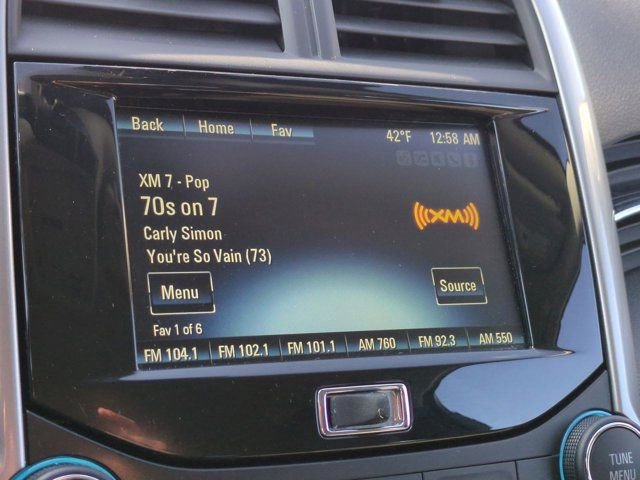 Back Home Fav 42°F 12:58 AM
XM 7 - Pop
70s on 7
((XM))
Carly Simon
You're So Vain (73)
Menu
Source
Fav 1 of 6
FM 104.1 FM 102.1 FM 101.1 AM 760 FM 92.3 AM 550
TUNE
MENU